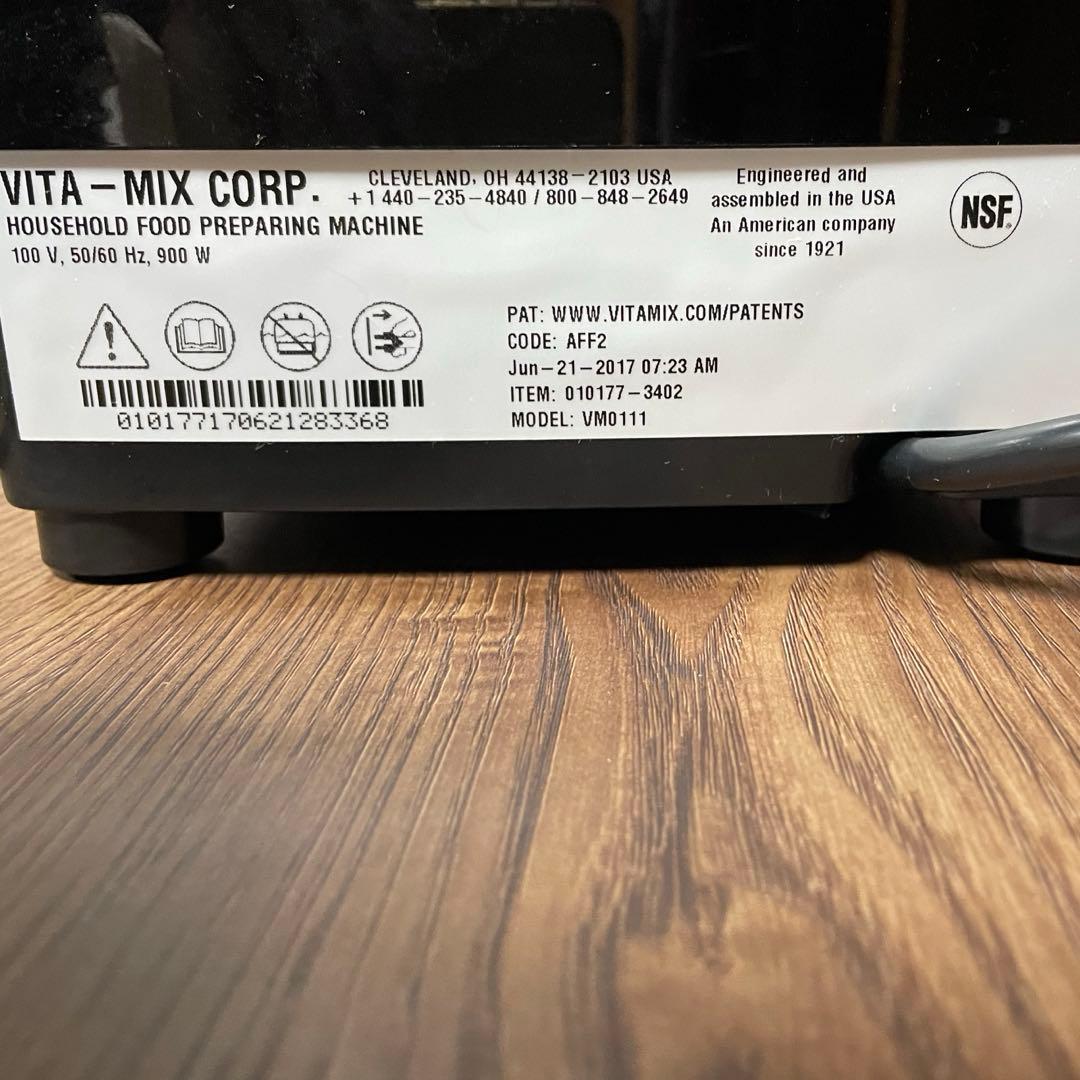 VITA-MIX CORP.
HOUSEHOLD FOOD PREPARING MACHINE
100 V, 50/60 Hz, 900 W
CLEVELAND, OH 44138-2103 USA
+1 440-235-4840 / 800-848-2649
Engineered and
assembled in the USA
An American company
since 1921
NSF®
PAT: WWW.VITAMIX.COM/PATENTS
CODE: AFF2
Jun-21-2017 07:23 AM
ITEM: 010177-3402
MODEL: VM0111
010177170621283368